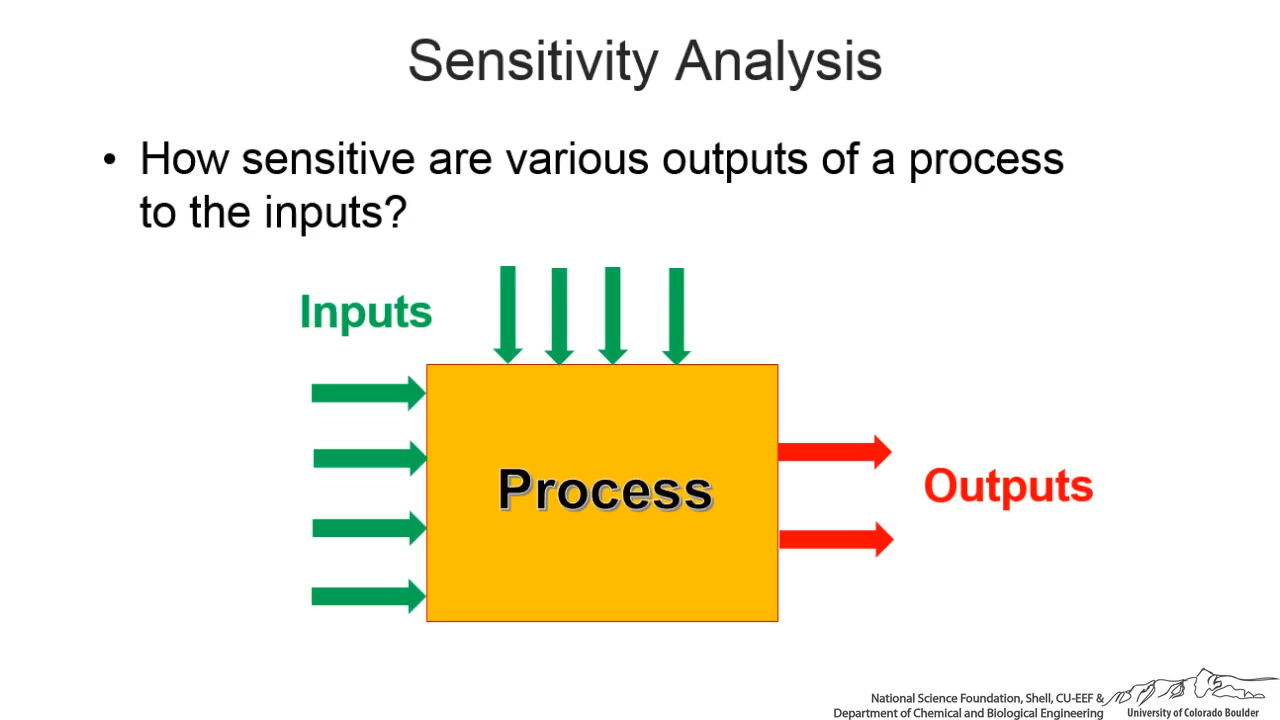 Sensitivity Analysis
• How sensitive are various outputs of a process
to the inputs?
Inputs
Process
Outputs
National Science Foundation, Shell, CU-EEF &
Department of Chemical and Biological Engineering
University of Colorado Boulder